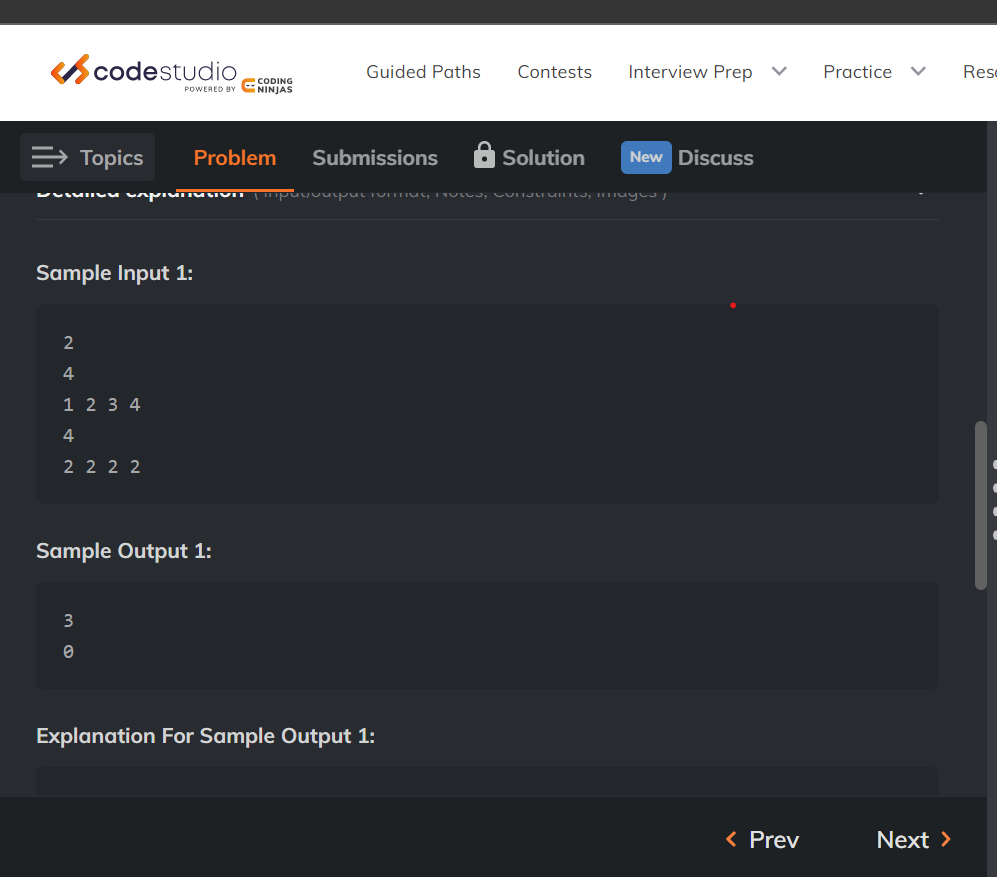 codestudio
POWERED BY CODING NINJAS
Guided Paths Contests Interview Prep Practice Reso
Topics Problem Submissions Solution New Discuss
Detailed explanation ( Input/output format, Notes, Constraints, Images )
Sample Input 1:
2
4
1 2 3 4
4
2 2 2 2
Sample Output 1:
3
0
Explanation For Sample Output 1:
Prev Next